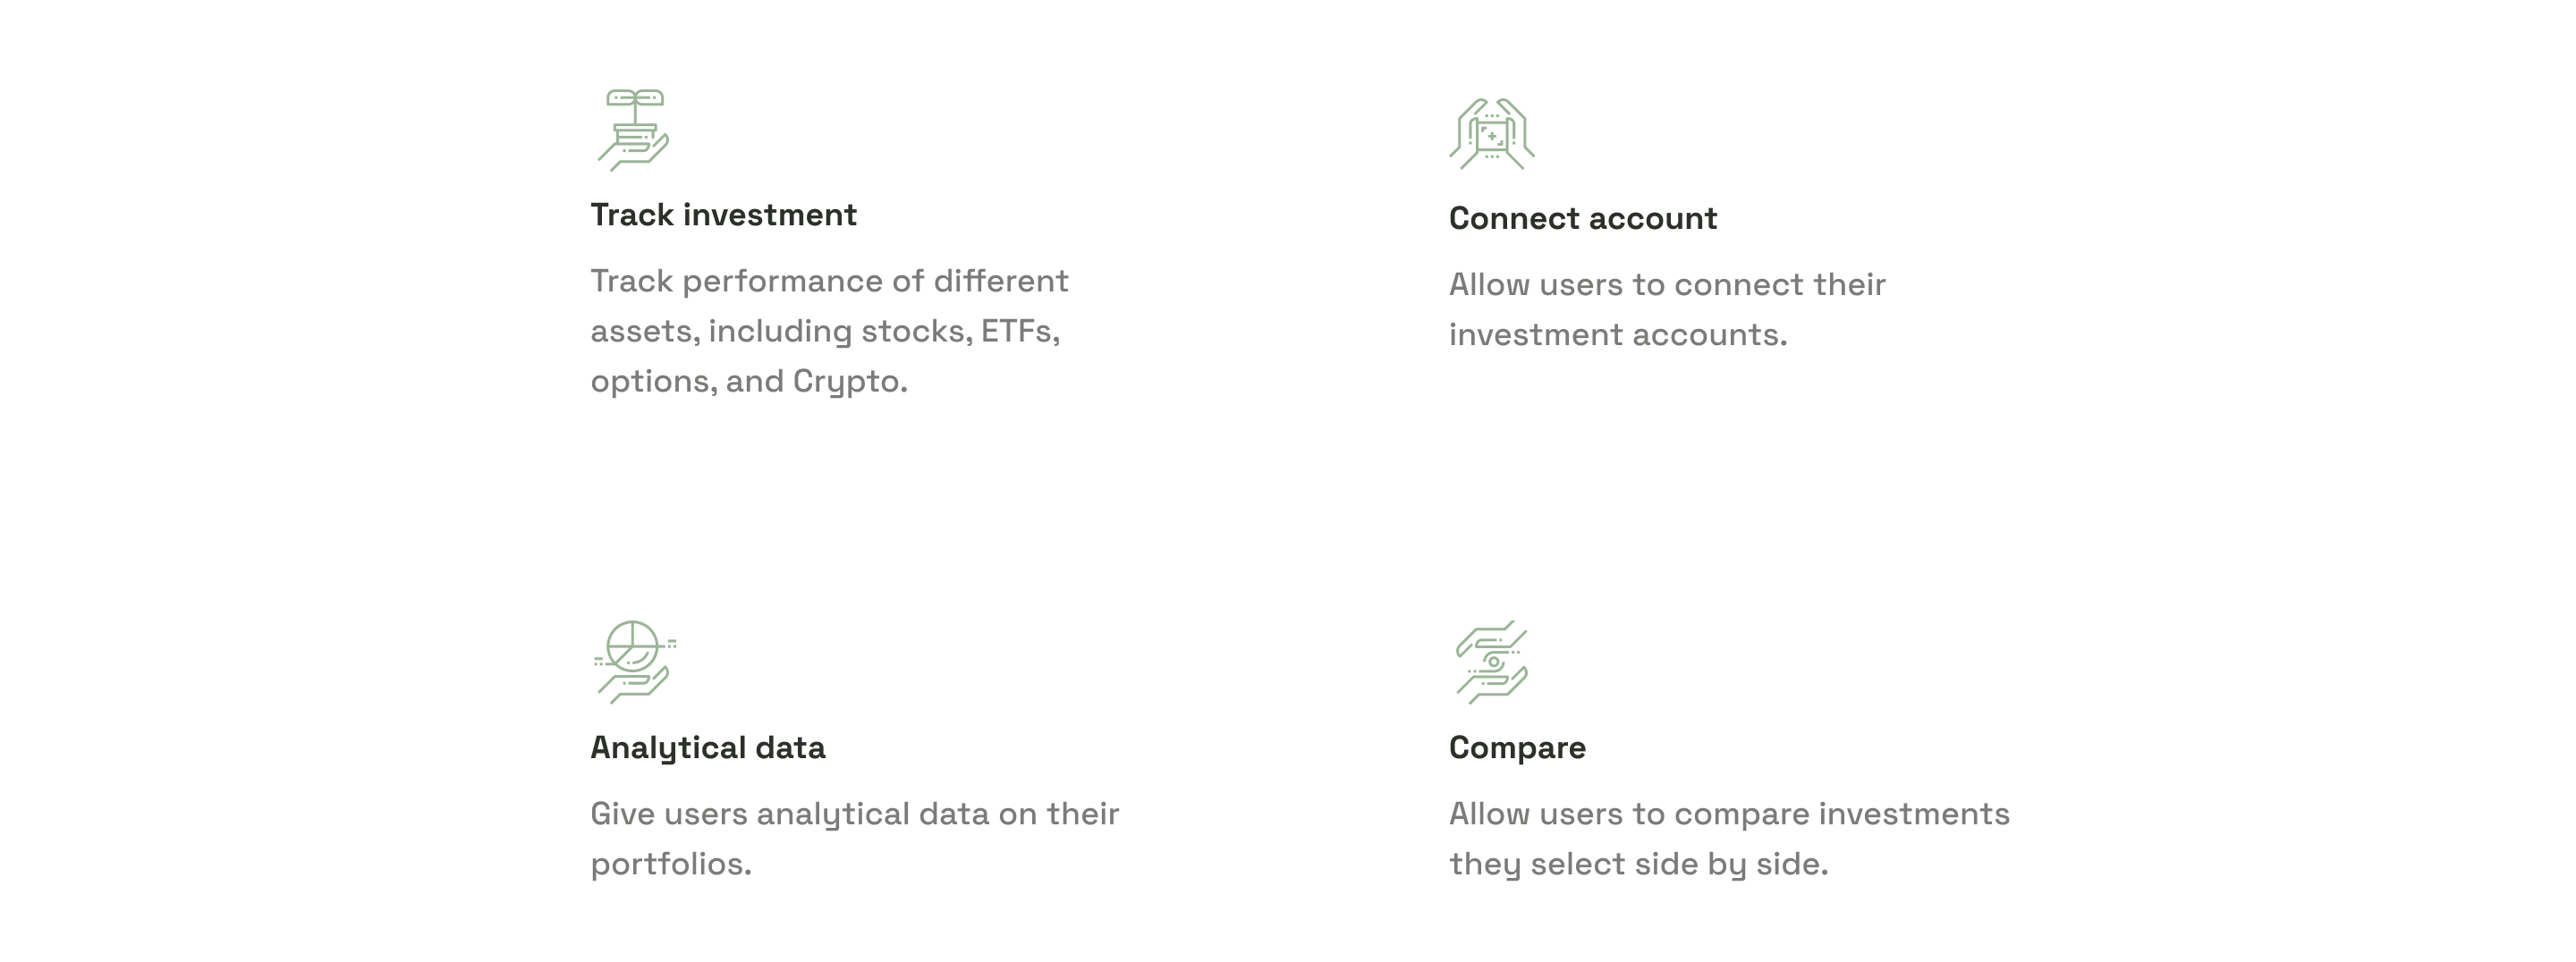 Track investment
Track performance of different
assets, including stocks, ETFs,
options, and Crypto.
Connect account
Allow users to connect their
investment accounts.
Analytical data
Give users analytical data on their
portfolios.
Compare
Allow users to compare investments
they select side by side.